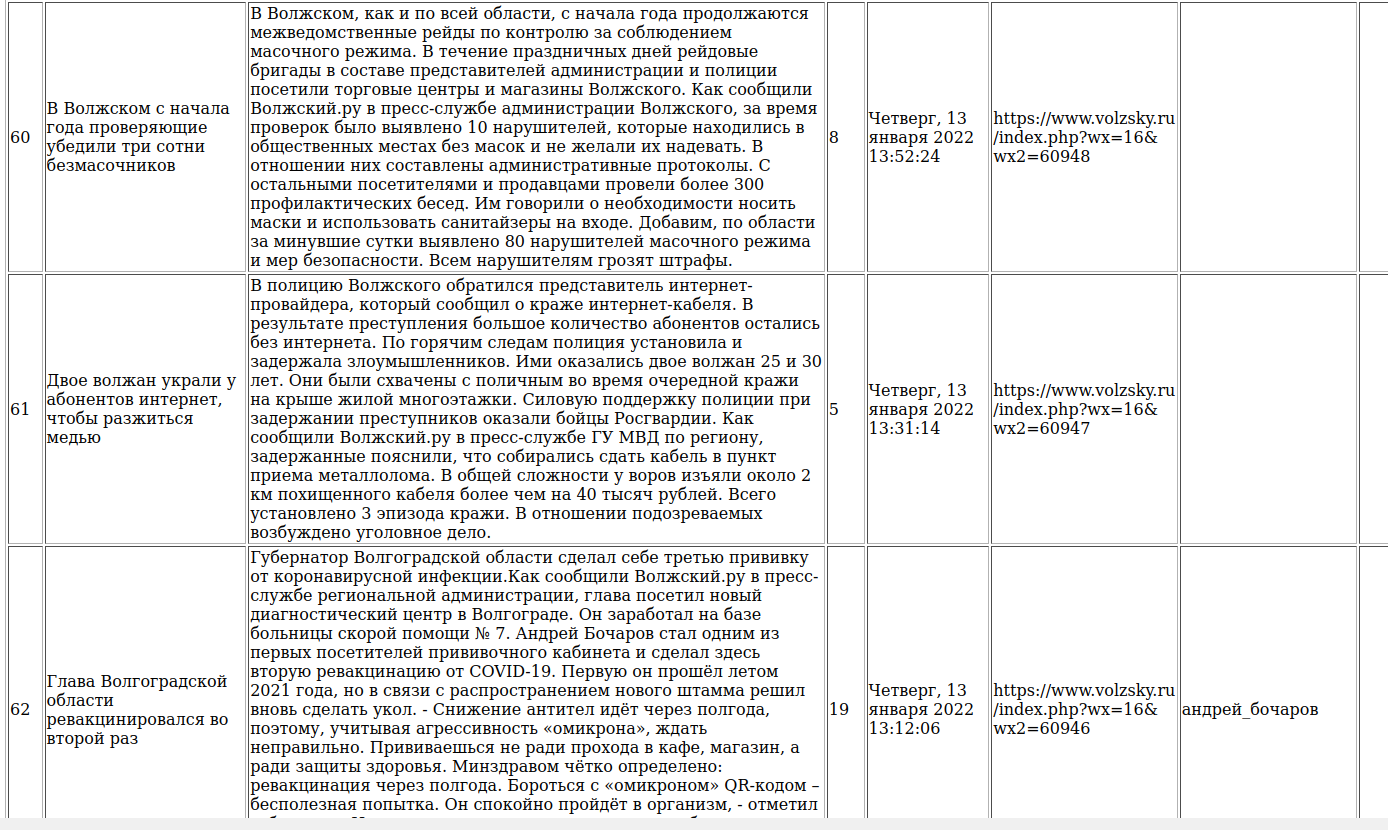 60
В Волжском с начала
года проверяющие
убедили три сотни
безмасочников
В Волжском, как и по всей области, с начала года продолжаются
межведомственные рейды по контролю за соблюдением
масочного режима. В течение праздничных дней рейдовые
бригады в составе представителей администрации и полиции
посетили торговые центры и магазины Волжского. Как сообщили
Волжский.ру в пресс-службе администрации Волжского, за время
проверок было выявлено 10 нарушителей, которые находились в
общественных местах без масок и не желали их надевать. В
отношении них составлены административные протоколы. С
остальными посетителями и продавцами провели более 300
профилактических бесед. Им говорили о необходимости носить
маски и использовать санитайзеры на входе. Добавим, по области
за минувшие сутки выявлено 80 нарушителей масочного режима
и мер безопасности. Всем нарушителям грозят штрафы.
8
Четверг, 13
января 2022
13:52:24
https://www.volzsky.ru
/index.php?wx=16&
wx2=60948
61
Двое волжан украли у
абонентов интернет,
чтобы разжиться
медью
В полицию Волжского обратился представитель интернет-
провайдера, который сообщил о краже интернет-кабеля. В
результате преступления большое количество абонентов остались
без интернета. По горячим следам полиция установила и
задержала злоумышленников. Ими оказались двое волжан 25 и 30
лет. Они были схвачены с поличным во время очередной кражи
на крыше жилой многоэтажки. Силовую поддержку полиции при
задержании преступников оказали бойцы Росгвардии. Как
сообщили Волжский.ру в пресс-службе ГУ МВД по региону,
задержанные пояснили, что собирались сдать кабель в пункт
приема металлолома. В общей сложности у воров изъяли около 2
км похищенного кабеля более чем на 40 тысяч рублей. Всего
установлено 3 эпизода кражи. В отношении подозреваемых
возбуждено уголовное дело.
5
Четверг, 13
января 2022
13:31:14
https://www.volzsky.ru
/index.php?wx=16&
wx2=60947
62
Глава Волгоградской
области
ревакцинировался во
второй раз
Губернатор Волгоградской области сделал себе третью прививку
от коронавирусной инфекции.Как сообщили Волжский.ру в пресс-
службе региональной администрации, глава посетил новый
диагностический центр в Волгограде. Он заработал на базе
больницы скорой помощи № 7. Андрей Бочаров стал одним из
первых посетителей прививочного кабинета и сделал здесь
вторую ревакцинацию от COVID-19. Первую он прошёл летом
2021 года, но в связи с распространением нового штамма решил
вновь сделать укол. - Снижение антител идёт через полгода,
поэтому, учитывая агрессивность «омикрона», ждать
неправильно. Прививаешься не ради прохода в кафе, магазин, а
ради защиты здоровья. Минздравом чётко определено:
ревакцинация через полгода. Бороться с «омикроном» QR-кодом –
бесполезная попытка. Он спокойно пройдёт в организм, - отметил
19
Четверг, 13
января 2022
13:12:06
https://www.volzsky.ru
/index.php?wx=16&
wx2=60946
андрей_бочаров